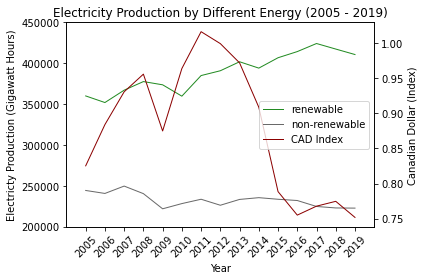 Electricity Production by Different Energy (2005 - 2019)
450000
400000
350000
300000
250000
200000
Electricty Production (Gigawatt Hours)
1.00
0.95
0.90
0.85
0.80
0.75
Canadian Dollar (Index)
renewable
non-renewable
CAD Index
2005 2006 2007 2008 2009 2010 2011 2012 2013 2014 2015 2016 2017 2018 2019
Year